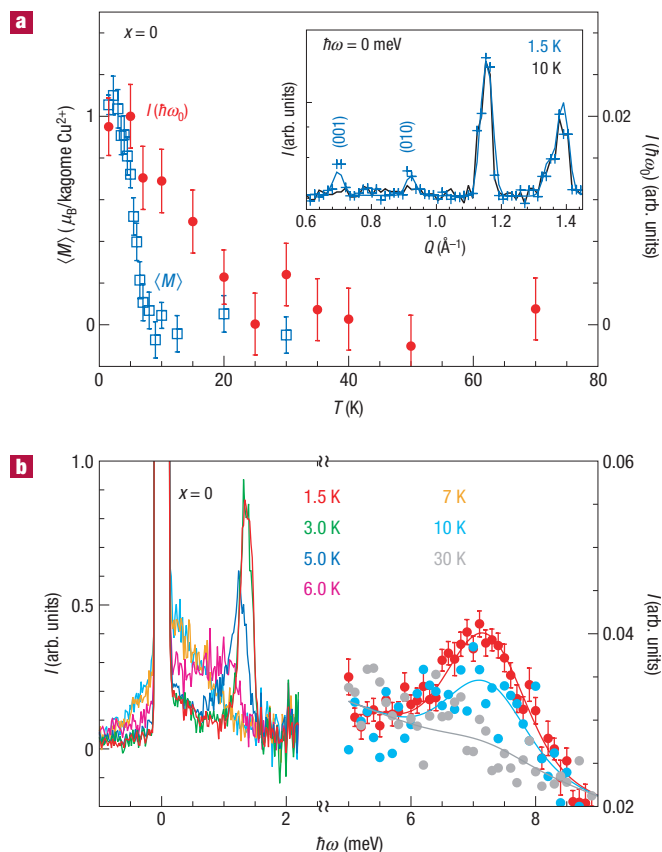 a
x = 0
I (ħω₀)
⟨M⟩
⟨M⟩ ( μB/kagome Cu²⁺)
1
0
0.02
0
I(ħω₀) (arb. units)
0
20
40
60
80
T (K)
ħω = 0 meV
1.5 K
10 K
(001)
(010)
I (arb. units)
0.6
0.8
1.0
1.2
1.4
Q (Å⁻¹)
b
x = 0
1.5 K
3.0 K
5.0 K
6.0 K
7 K
10 K
30 K
I (arb. units)
1.0
0.5
0
0.06
0.04
0.02
I (arb. units)
0
2
≈
≈
4
6
8
ħω (meV)